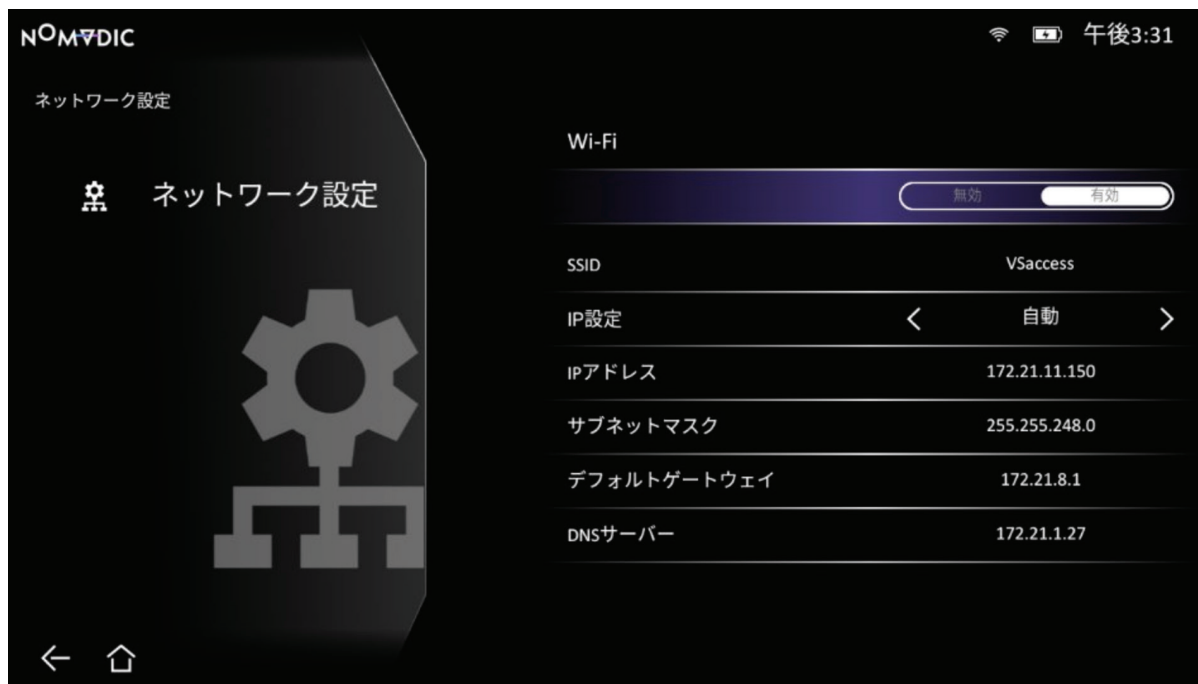 NOMADIC
午後3:31
ネットワーク設定
ネットワーク設定
Wi-Fi
無効 有効
SSID VSaccess
IP設定 自動
IPアドレス 172.21.11.150
サブネットマスク 255.255.248.0
デフォルトゲートウェイ 172.21.8.1
DNSサーバー 172.21.1.27